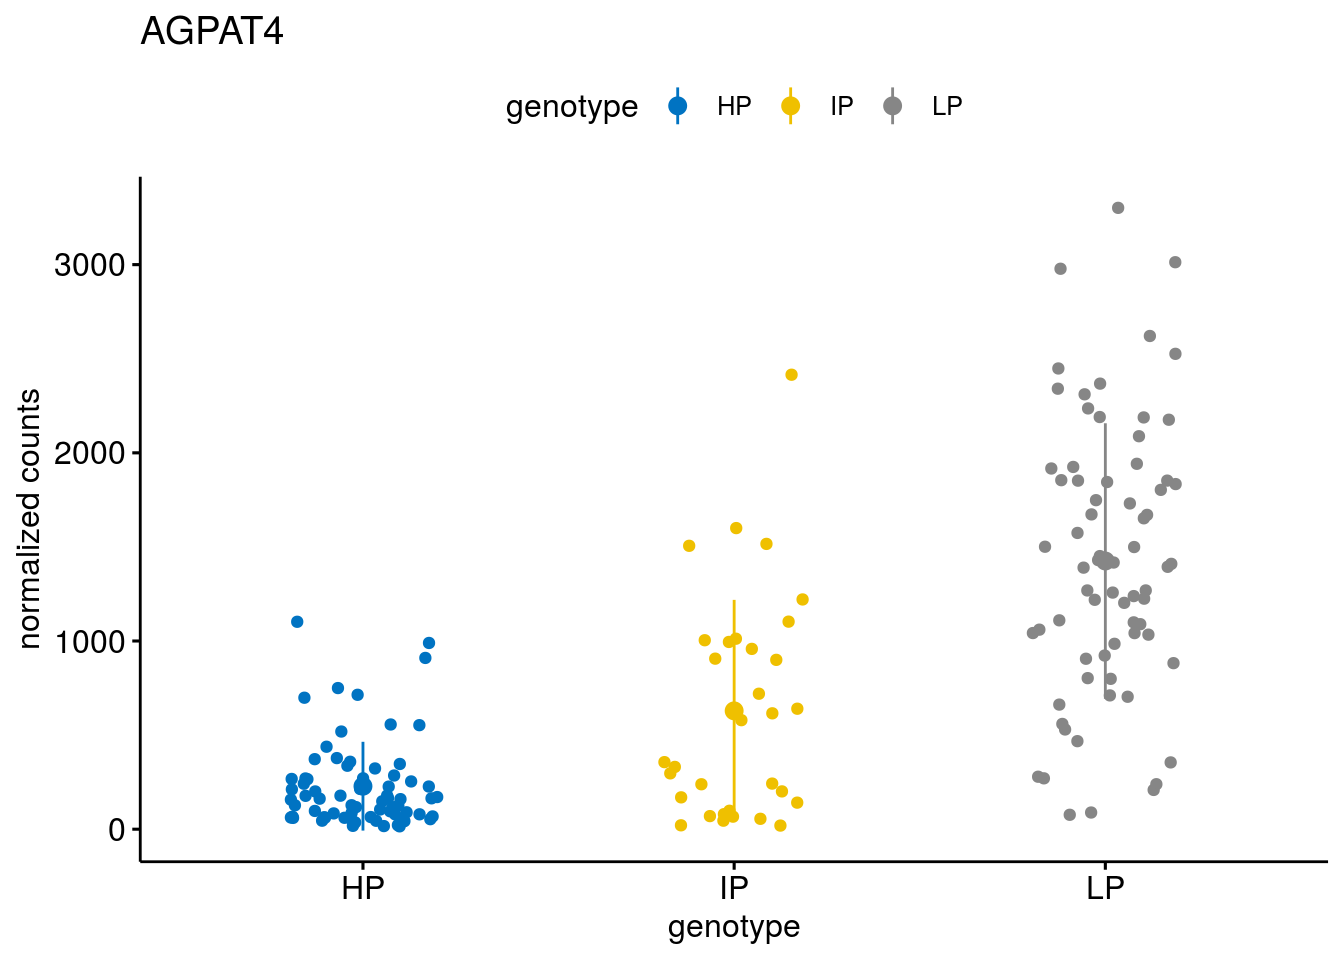 AGPAT4
genotype HP IP LP
3000
2000
1000
0
normalized counts
HP IP LP
genotype